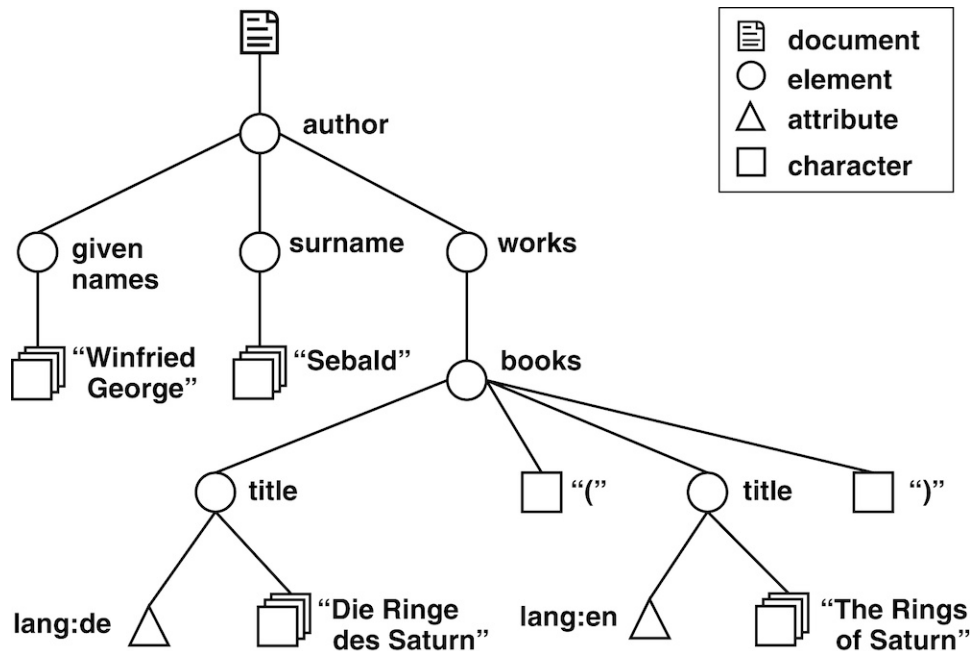 document
element
attribute
character
author
given
names
surname
works
“Winfried
George”
“Sebald”
books
title
“(”
title
“)”
lang:de
“Die Ringe
des Saturn”
lang:en
“The Rings
of Saturn”